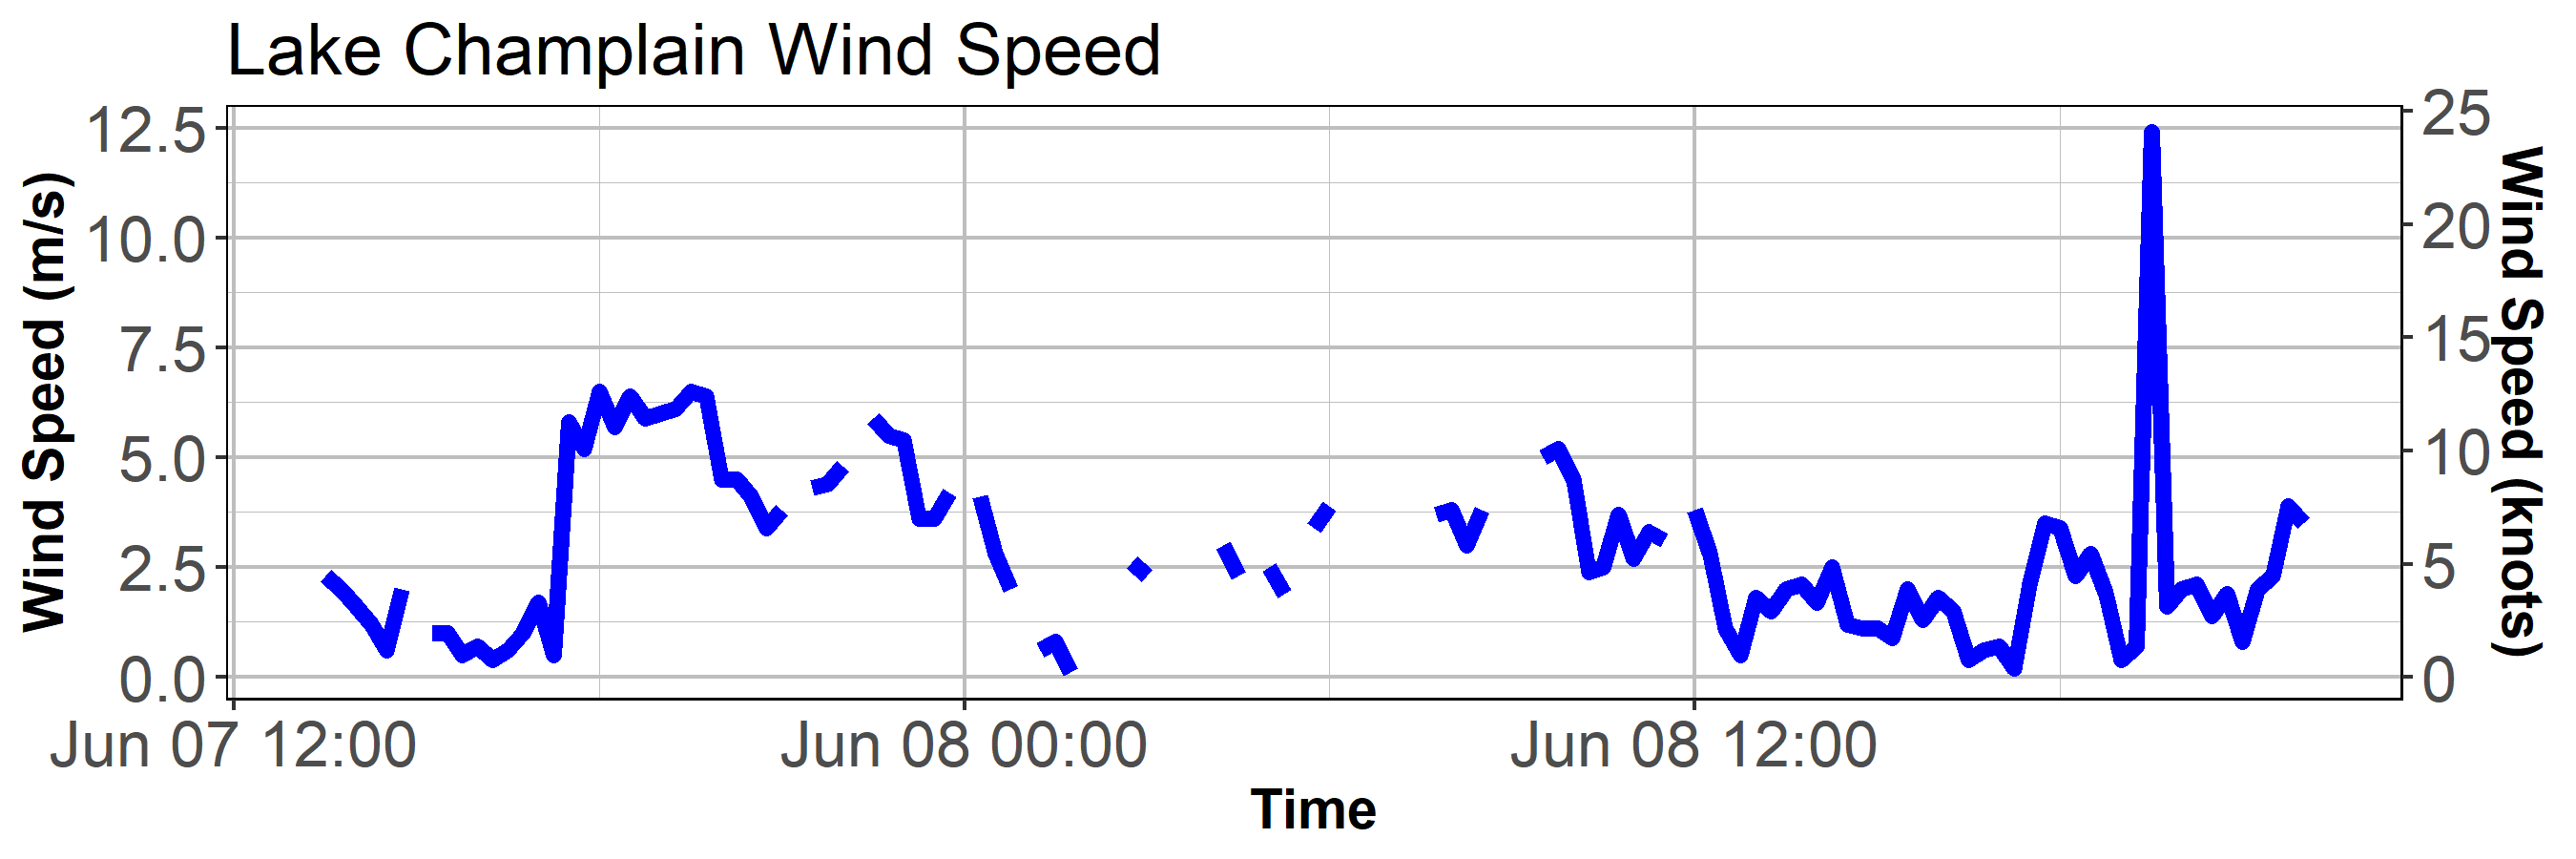 Lake Champlain Wind Speed
Wind Speed (m/s)
12.5
10.0
7.5
5.0
2.5
0.0
25
20
15
10
5
0
Wind Speed (knots)
Jun 07 12:00
Jun 08 00:00
Jun 08 12:00
Time